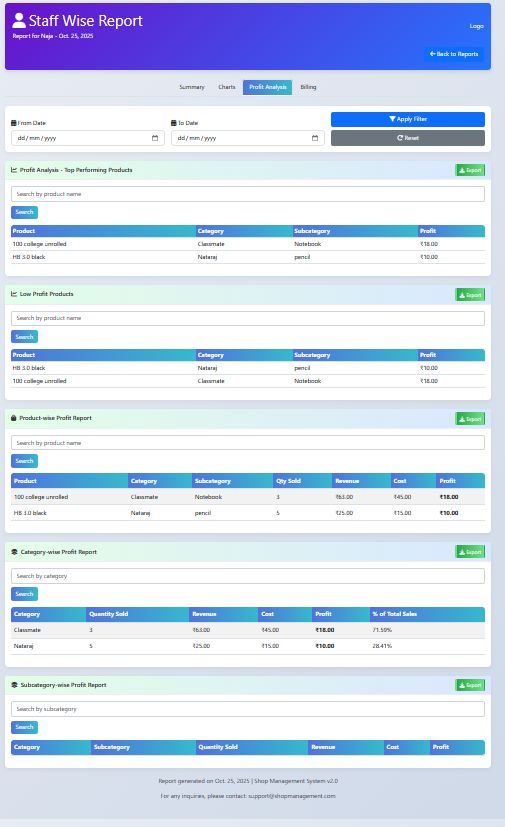 Staff Wise Report
Report for Naja - Oct. 25, 2025
Logo
Back to Reports
Summary Charts Profit Analysis Billing
From Date To Date
dd/mm/yyyy dd/mm/yyyy
Apply Filter
Reset
Profit Analysis - Top Performing Products Export
Search by product name
Search
Product Category Subcategory Profit
100 college unrolled Classmate Notebook ₹18.00
HB 3.0 black Nataraj pencil ₹10.00
Low Profit Products Export
Search by product name
Search
Product Category Subcategory Profit
HB 3.0 black Nataraj pencil ₹10.00
100 college unrolled Classmate Notebook ₹18.00
Product-wise Profit Report Export
Search by product name
Search
Product Category Subcategory Qty Sold Revenue Cost Profit
100 college unrolled Classmate Notebook 3 ₹63.00 ₹45.00 ₹18.00
HB 3.0 black Nataraj pencil 5 ₹25.00 ₹15.00 ₹10.00
Category-wise Profit Report Export
Search by category
Search
Category Quantity Sold Revenue Cost Profit % of Total Sales
Classmate 3 ₹63.00 ₹45.00 ₹18.00 71.59%
Nataraj 5 ₹25.00 ₹15.00 ₹10.00 28.41%
Subcategory-wise Profit Report Export
Search by subcategory
Search
Category Subcategory Quantity Sold Revenue Cost Profit
Report generated on Oct. 25, 2025 | Shop Management System v2.0
For any inquiries, please contact: support@shopmanagement.com